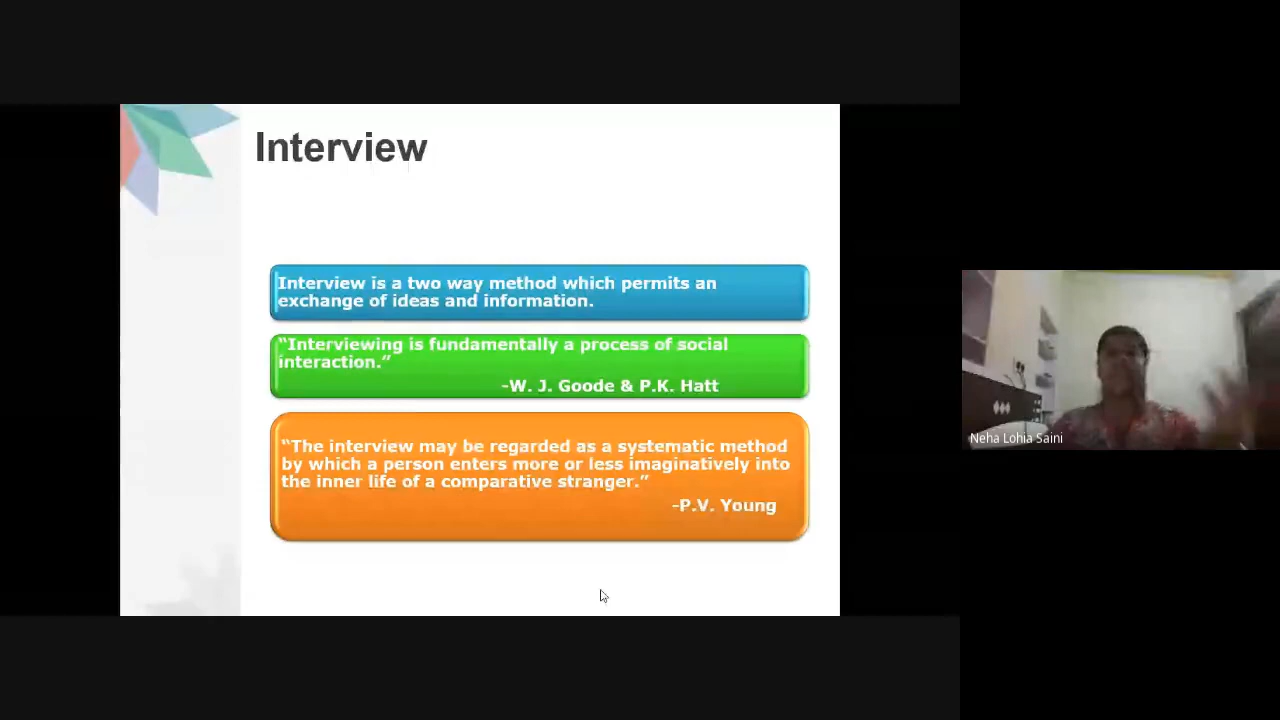 Interview
Interview is a two way method which permits an
exchange of ideas and information.
“Interviewing is fundamentally a process of social
interaction.”
-W. J. Goode & P.K. Hatt
“The interview may be regarded as a systematic method
by which a person enters more or less imaginatively into
the inner life of a comparative stranger.”
-P.V. Young
Neha Lohia Saini